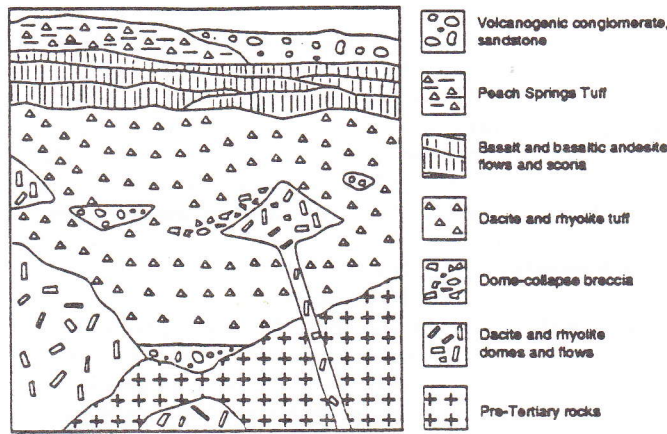 Volcanogenic conglomerate,
sandstone
Peach Springs Tuff
Basalt and basaltic andesite
flows and scoria
Dacite and rhyolite tuff
Dome-collapse breccia
Dacite and rhyolite
domes and flows
Pre-Tertiary rocks